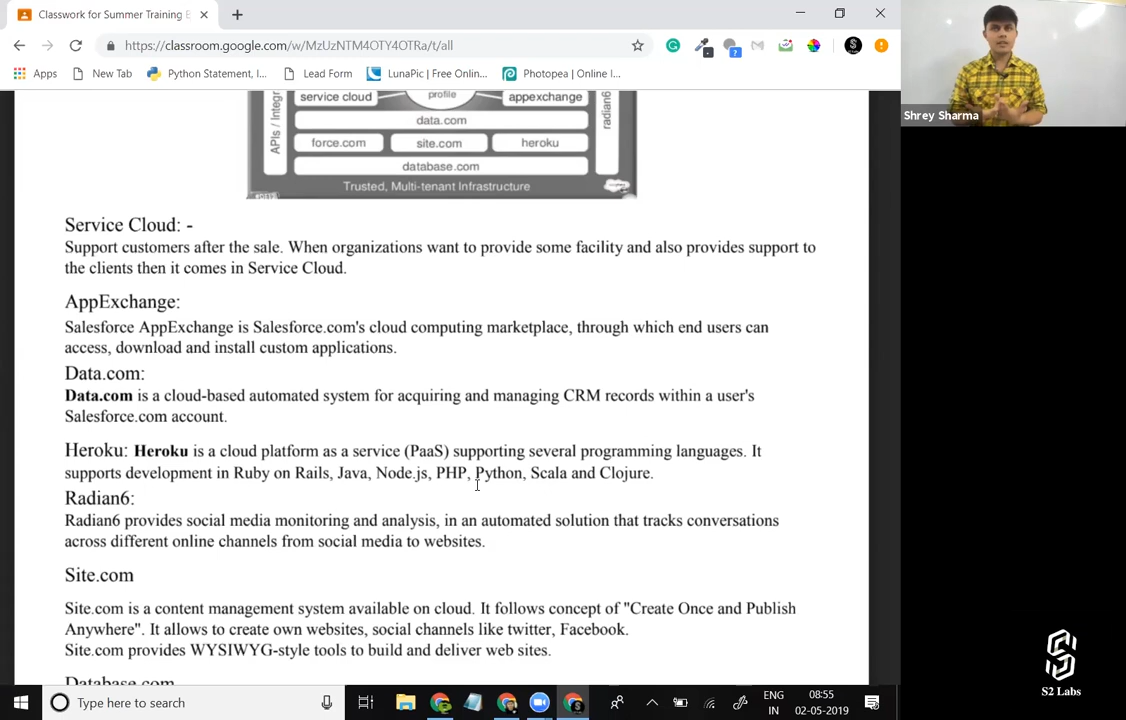 Classwork for Summer Training
https://classroom.google.com/w/MzUzNTM4OTY4OTRa/t/all
Apps
New Tab
Python Statement, I...
Lead Form
LunaPic | Free Onlin...
Photopea | Online I...
Shrey Sharma
APIs / Integr
service cloud
profile
appexchange
radian6
data.com
force.com
site.com
heroku
database.com
Trusted, Multi-tenant Infrastructure
Service Cloud: -
Support customers after the sale. When organizations want to provide some facility and also provides support to
the clients then it comes in Service Cloud.
AppExchange:
Salesforce AppExchange is Salesforce.com's cloud computing marketplace, through which end users can
access, download and install custom applications.
Data.com:
Data.com is a cloud-based automated system for acquiring and managing CRM records within a user's
Salesforce.com account.
Heroku: Heroku is a cloud platform as a service (PaaS) supporting several programming languages. It
supports development in Ruby on Rails, Java, Node.js, PHP, Python, Scala and Clojure.
Radian6:
Radian6 provides social media monitoring and analysis, in an automated solution that tracks conversations
across different online channels from social media to websites.
Site.com
Site.com is a content management system available on cloud. It follows concept of "Create Once and Publish
Anywhere". It allows to create own websites, social channels like twitter, Facebook.
Site.com provides WYSIWYG-style tools to build and deliver web sites.
Database.com
S2 Labs
Type here to search
ENG
IN
08:55
02-05-2019